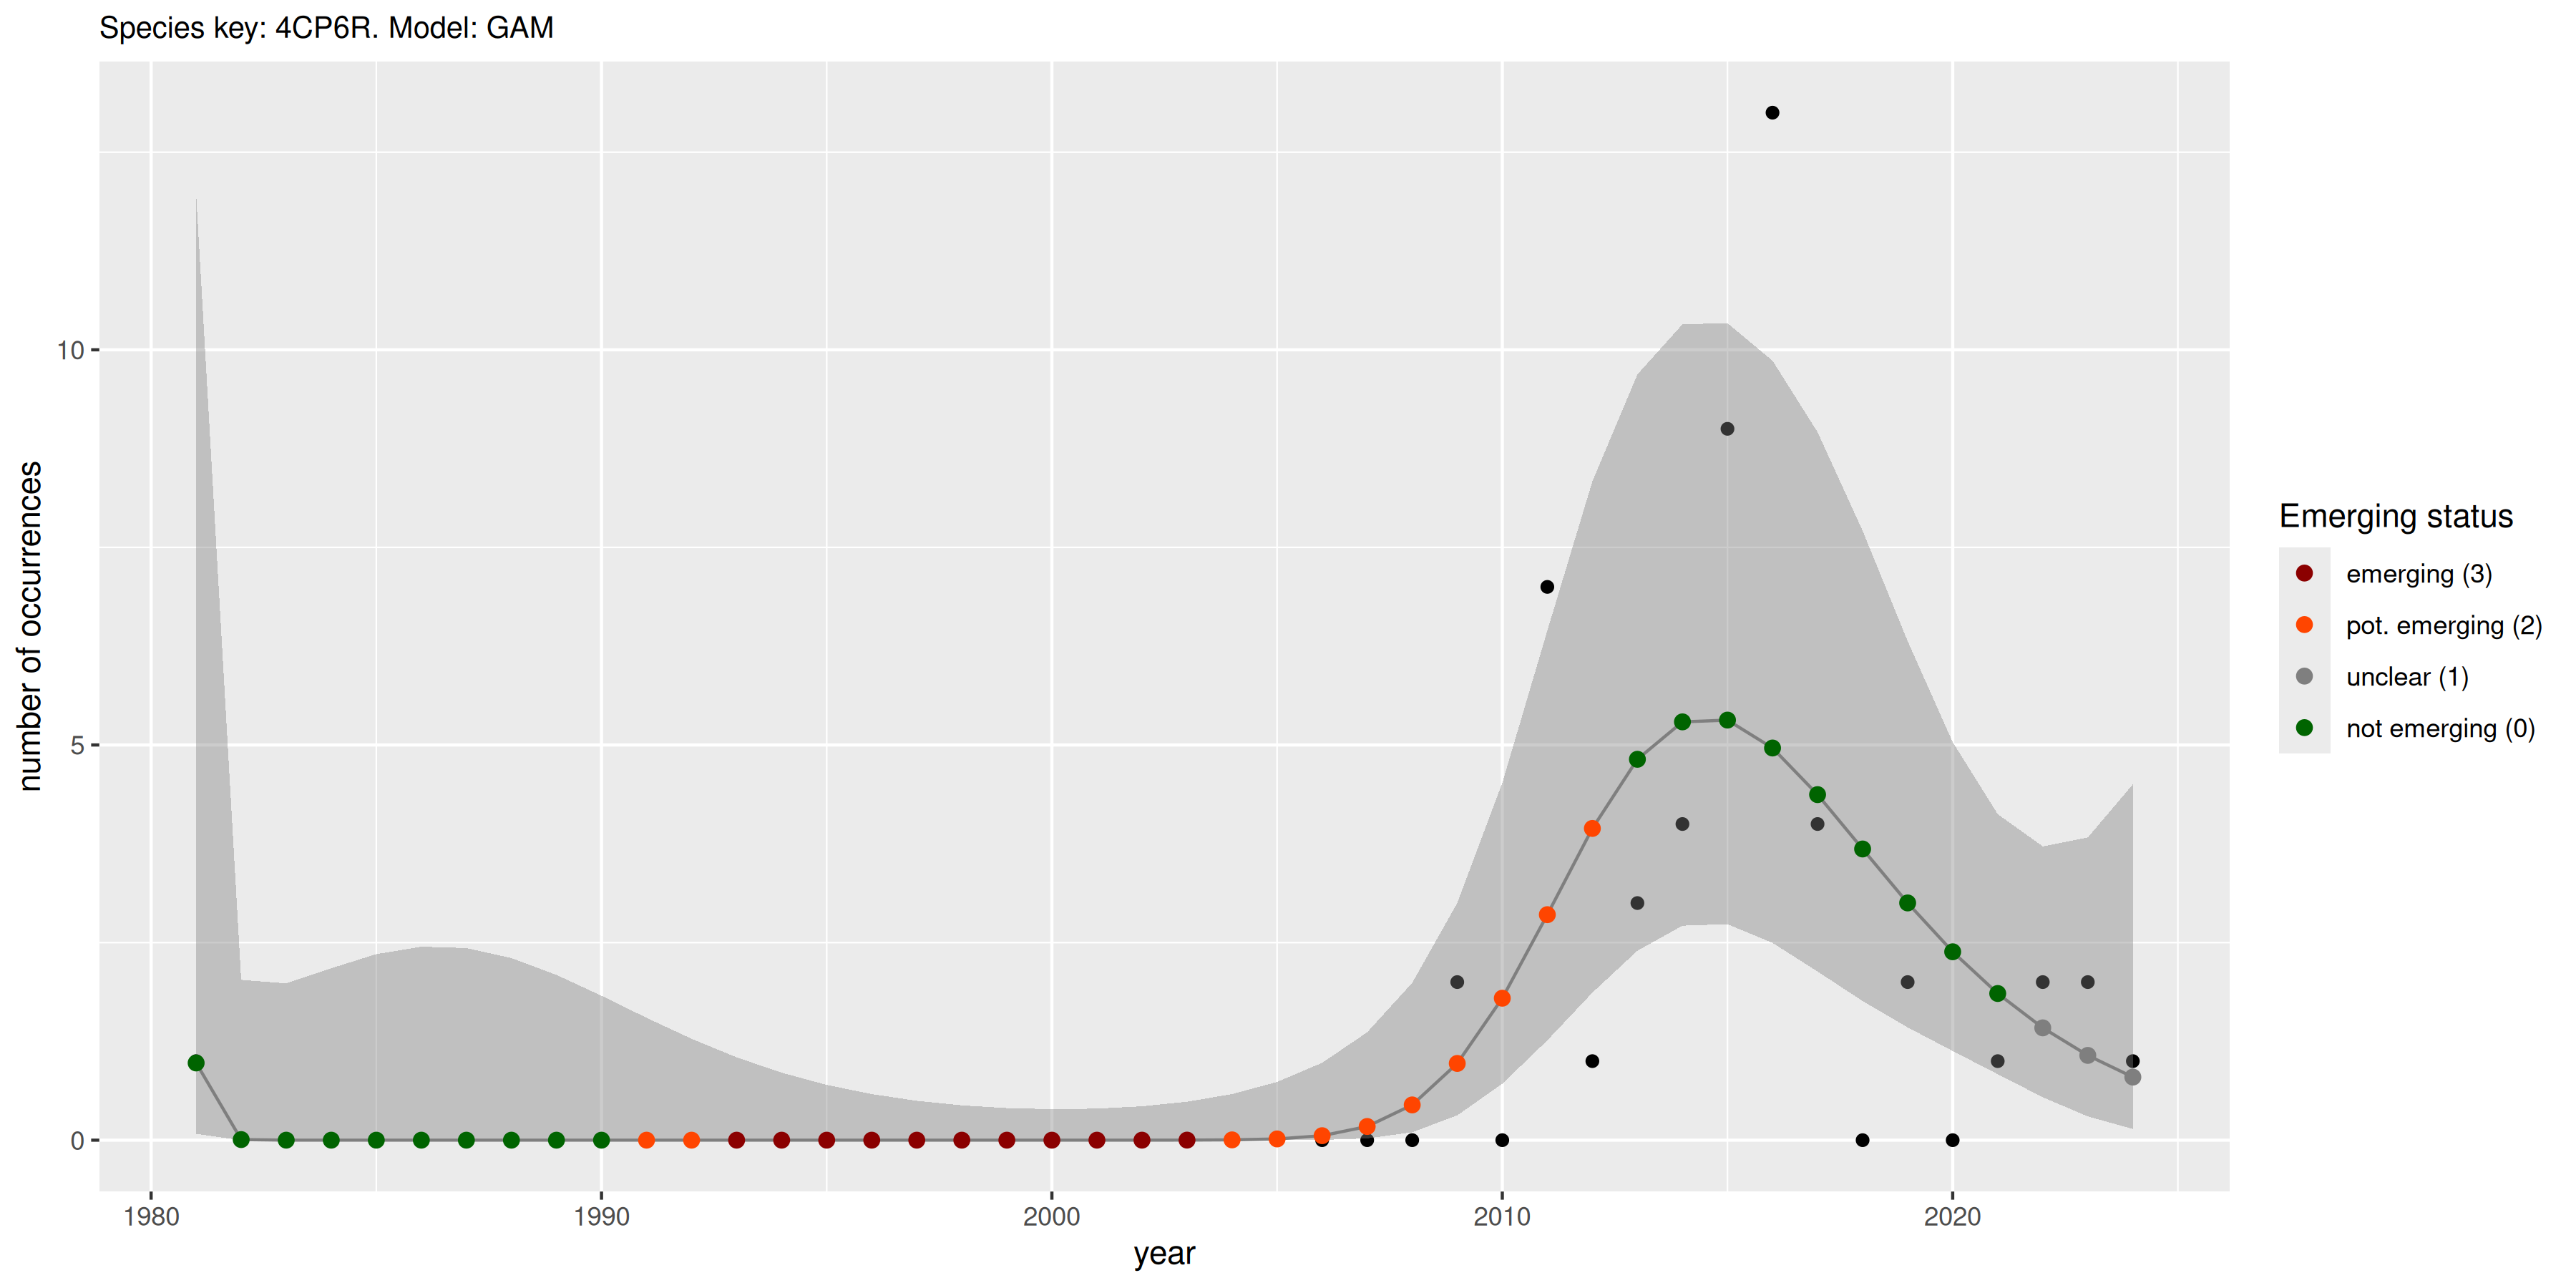 Species key: 4CP6R. Model: GAM
number of occurrences
10
5
0
1980
1990
2000
2010
2020
year
Emerging status
emerging (3)
pot. emerging (2)
unclear (1)
not emerging (0)